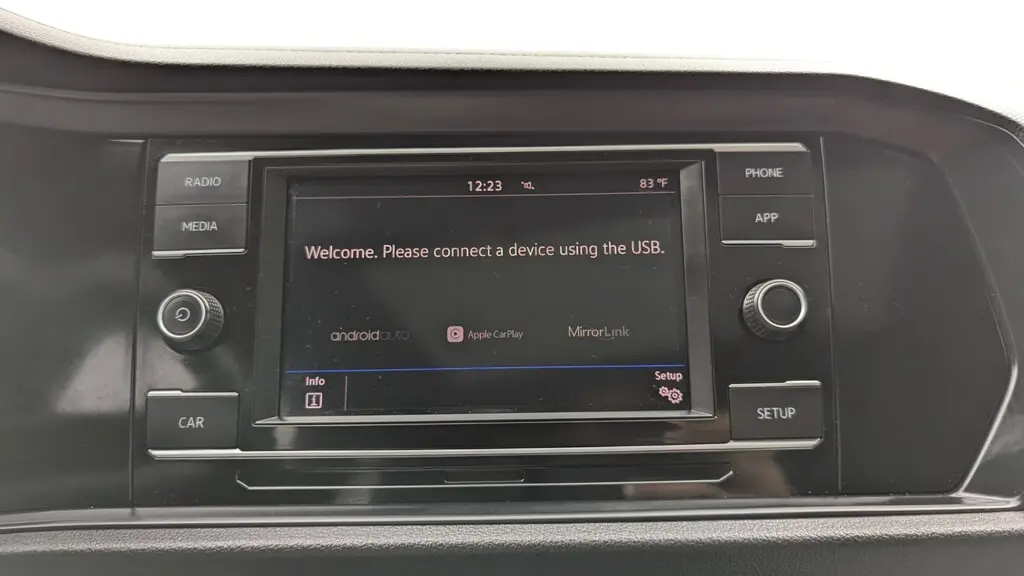 RADIO
MEDIA
12:23
83 °F
PHONE
APP
Welcome. Please connect a device using the USB.
androidauto
Apple CarPlay
MirrorLink
Info
Setup
CAR
SETUP